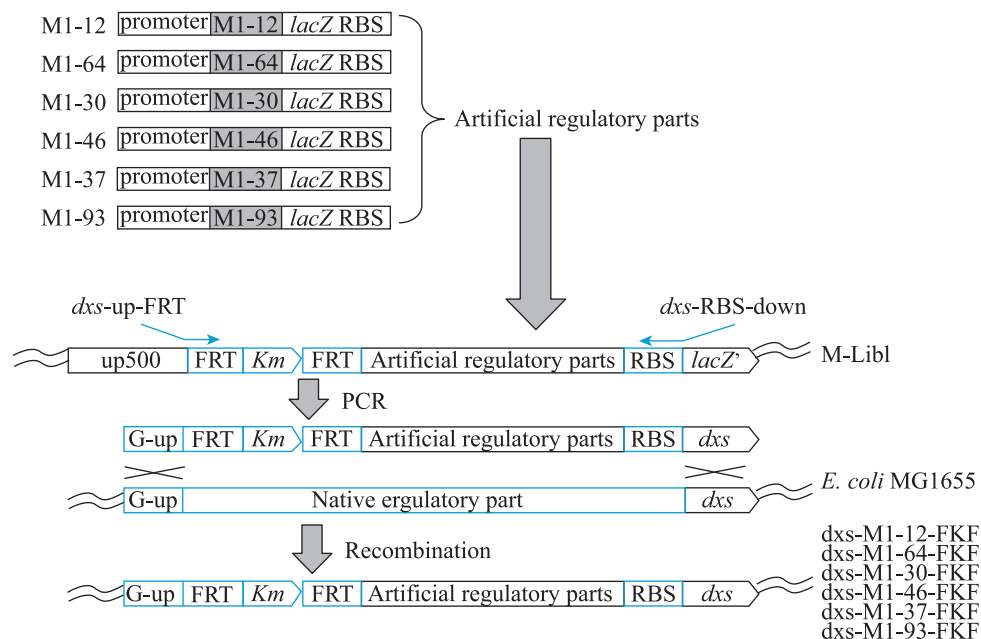 M1-12 promoter M1-12 lacZ RBS
M1-64 promoter M1-64 lacZ RBS
M1-30 promoter M1-30 lacZ RBS
M1-46 promoter M1-46 lacZ RBS
M1-37 promoter M1-37 lacZ RBS
M1-93 promoter M1-93 lacZ RBS
Artificial regulatory parts
dxs-up-FRT
dxs-RBS-down
up500 FRT Km FRT Artificial regulatory parts RBS lacZ’ M-Libl
PCR
G-up FRT Km FRT Artificial regulatory parts RBS dxs
G-up Native ergulatory part dxs E. coli MG1655
Recombination
G-up FRT Km FRT Artificial regulatory parts RBS dxs
dxs-M1-12-FKF
dxs-M1-64-FKF
dxs-M1-30-FKF
dxs-M1-46-FKF
dxs-M1-37-FKF
dxs-M1-93-FKF